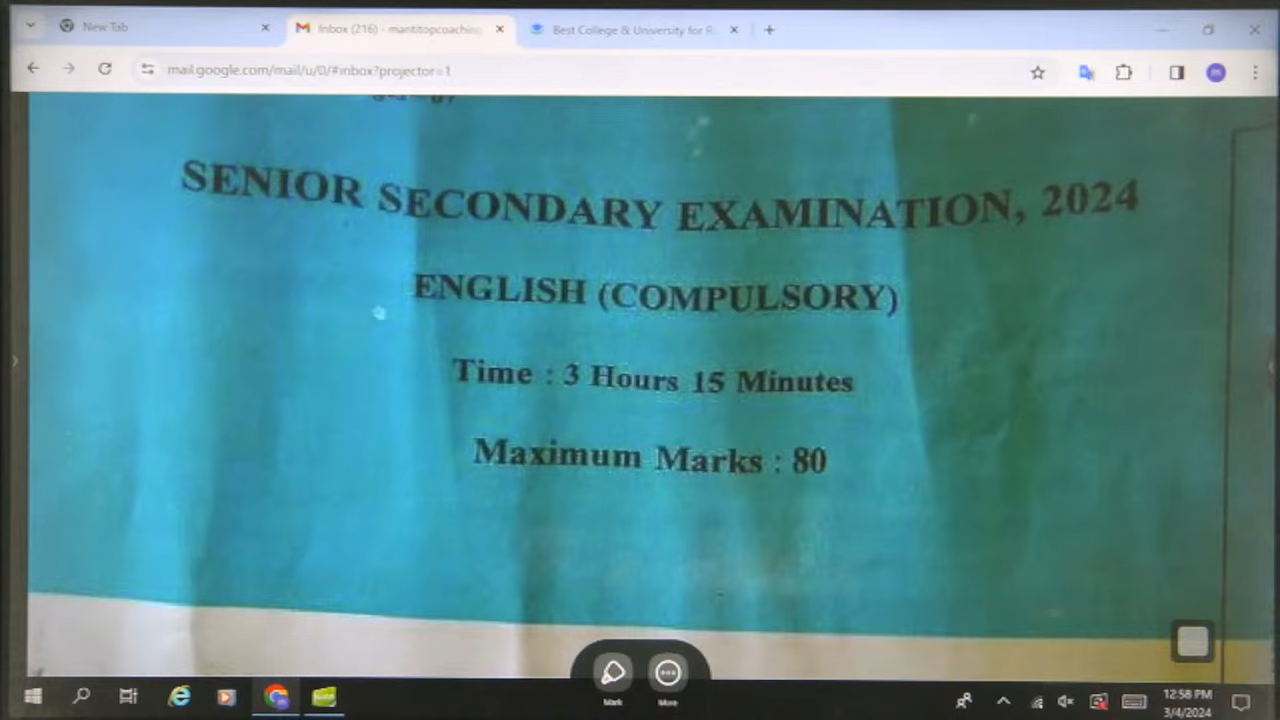 New Tab
Inbox (216) - mantitopcoaching
Best College & University for R
mail.google.com/mail/u/0/#inbox?projector=1
SENIOR SECONDARY EXAMINATION, 2024
ENGLISH (COMPULSORY)
Time : 3 Hours 15 Minutes
Maximum Marks : 80
Mark
More
12:58 PM
3/4/2024